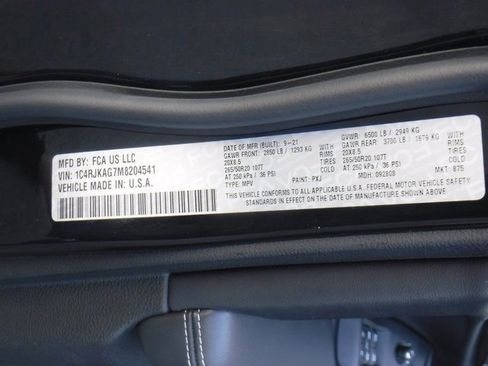 MFD BY: FCA US LLC
VIN: 1C4RJKAG7M8204541
VEHICLE MADE IN: U.S.A.
DATE OF MFR (BUILT): 9-21
GAWR FRONT: 2850 LB / 1293 KG WITH
20X8.5 RIMS
265/50R20 107T TIRES
AT 250 kPa / 36 PSI COLD
TYPE: MPV PAINT: PXJ
GVWR: 6500 LB / 2949 KG
GAWR REAR: 3700 LB / 1679 KG WITH
20X8.5 RIMS
265/50R20 107T TIRES
AT 250 kPa / 36 PSI COLD
MDH: 092808 MKT: 875
THIS VEHICLE CONFORMS TO ALL APPLICABLE U.S.A. FEDERAL MOTOR VEHICLE SAFETY
STANDARDS IN EFFECT ON THE DATE OF MANUFACTURE SHOWN ABOVE.